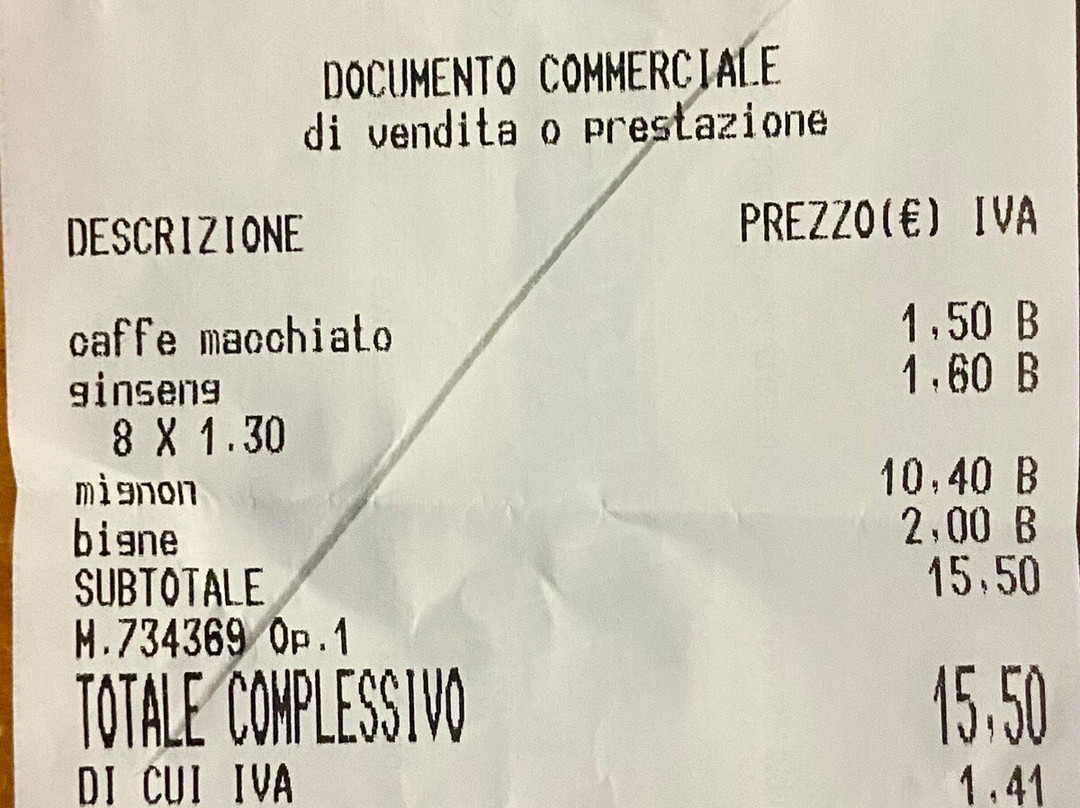 DOCUMENTO COMMERCIALE
di vendita o prestazione
DESCRIZIONE PREZZO(€) IVA
caffe macchiato 1,50 B
ginseng 1,60 B
8 X 1.30
mignon 10,40 B
bigne 2,00 B
SUBTOTALE 15,50
M.734369 Op.1
TOTALE COMPLESSIVO 15,50
DI CUI IVA 1,41